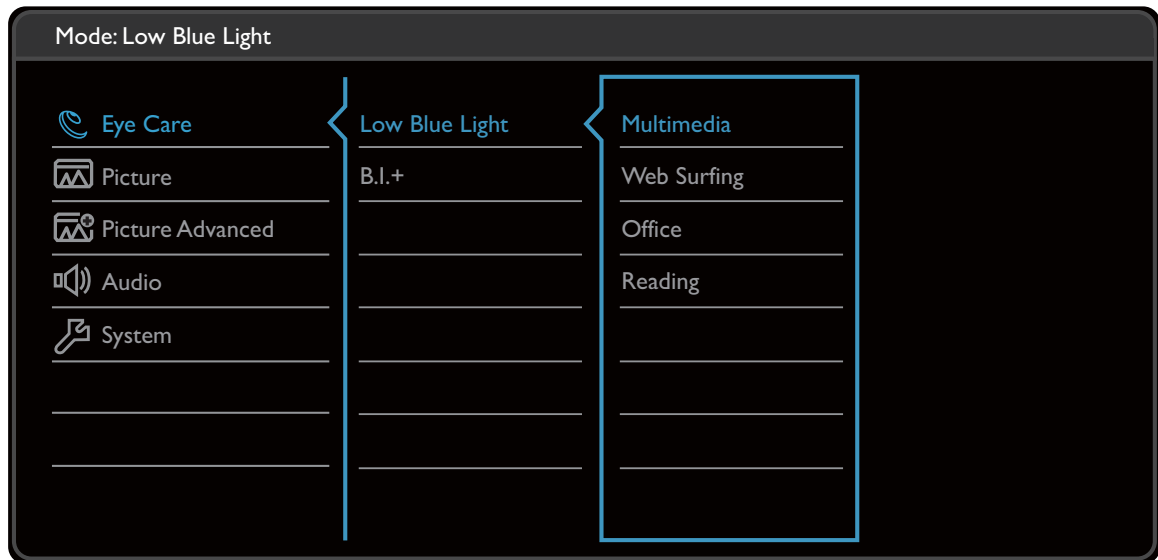 Mode: Low Blue Light
Eye Care
Low Blue Light
Multimedia
Picture
B.I.+
Web Surfing
Picture Advanced
Office
Audio
Reading
System